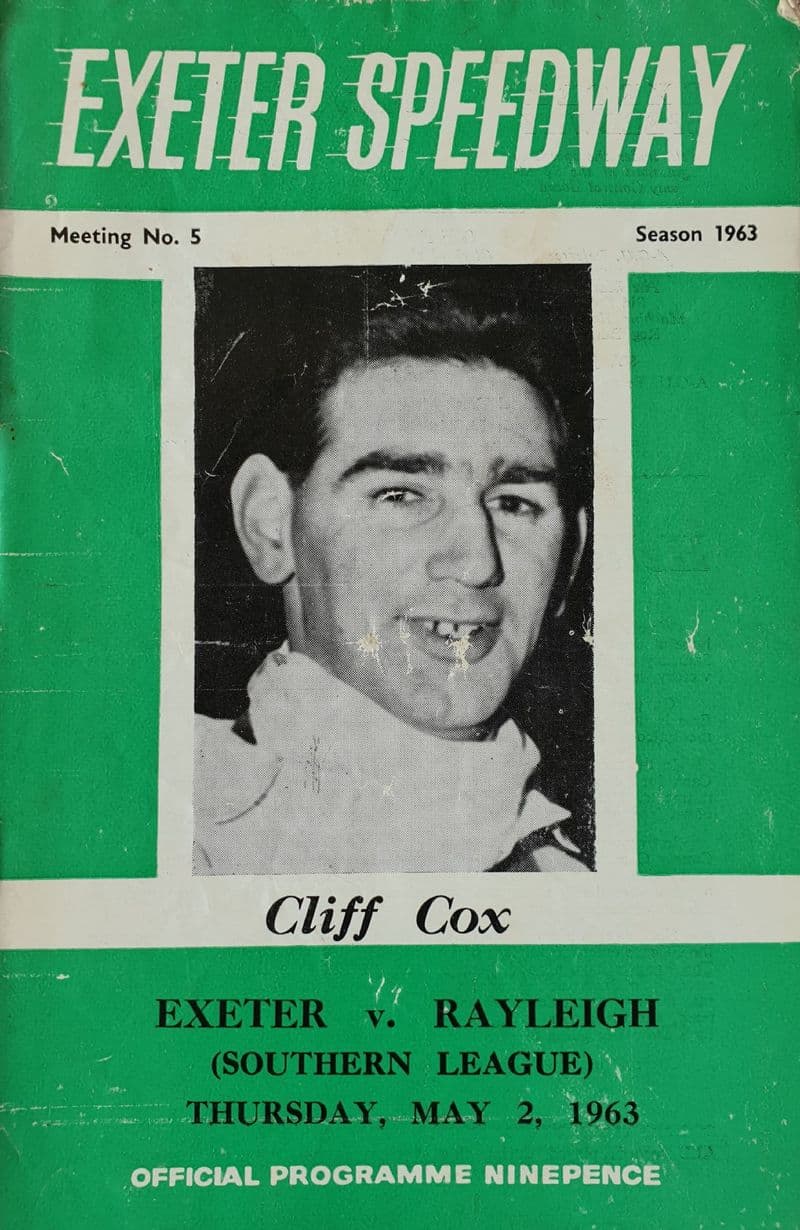 EXETER SPEEDWAY
Meeting No. 5
Season 1963
Cliff Cox
EXETER v. RAYLEIGH
(SOUTHERN LEAGUE)
THURSDAY, MAY 2, 1963
OFFICIAL PROGRAMME NINEPENCE